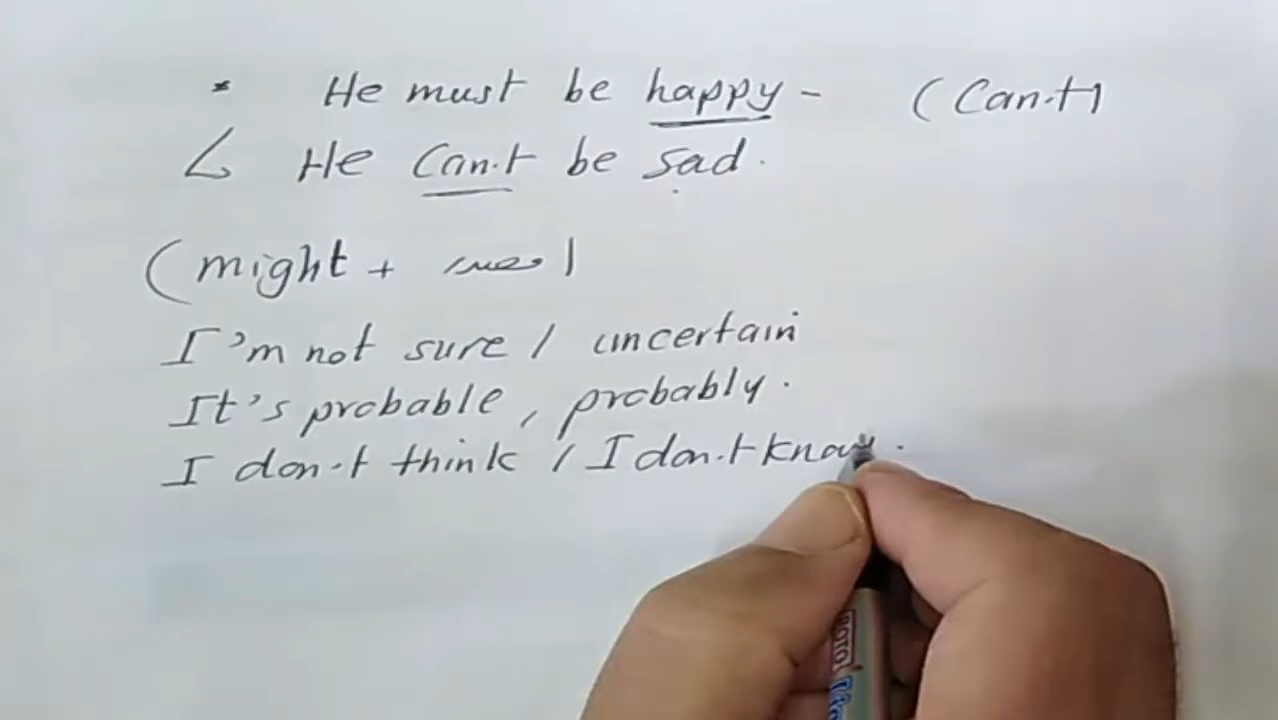 * He must be happy - (Can't)
↳ He Can't be sad.
(might + مصدر)
I'm not sure / uncertain
It's probable, probably.
I don't think / I don't know.
ROTO